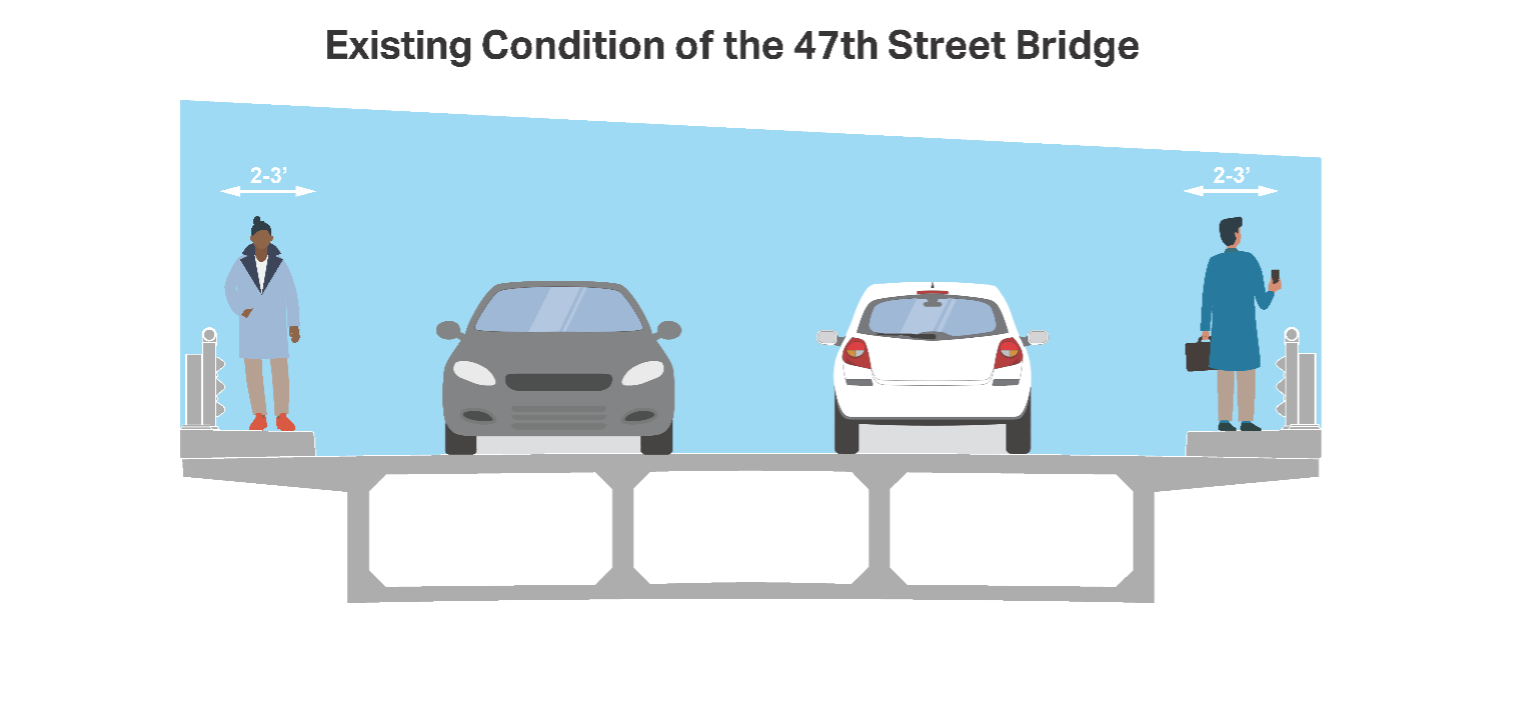 Existing Condition of the 47th Street Bridge
2-3’
2-3’